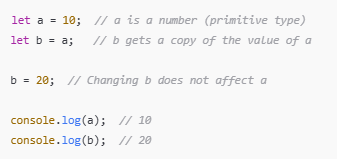 let a = 10;  // a is a number (primitive type)
let b = a;   // b gets a copy of the value of a
b = 20;  // Changing b does not affect a
console.log(a);  // 10
console.log(b);  // 20